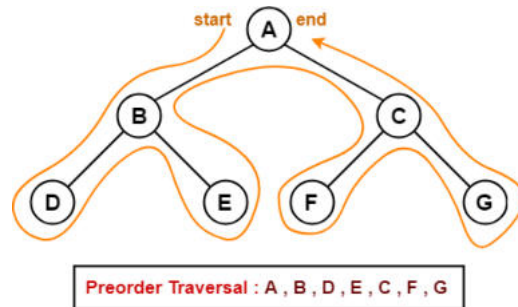 start A end
B C
D E F G
Preorder Traversal : A , B , D , E , C , F , G